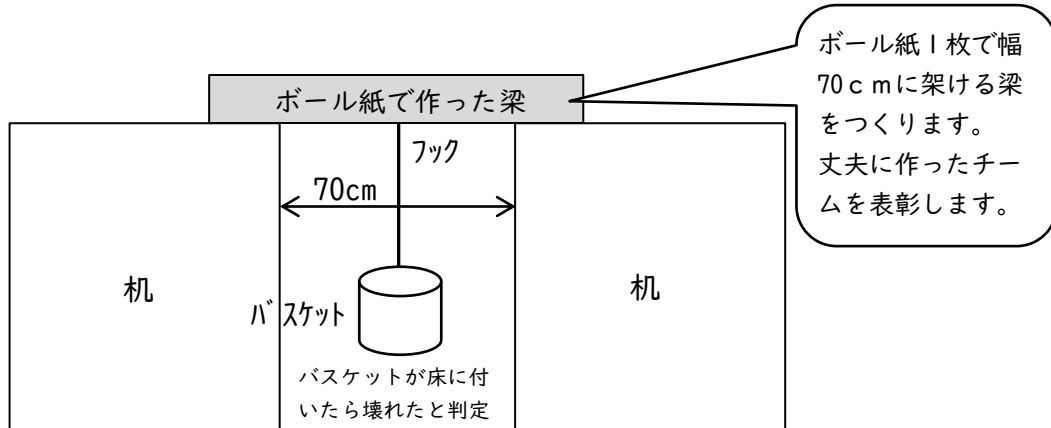 ボール紙で作った梁
ボール紙1枚で幅
70cmに架ける梁
をつくります。
丈夫に作ったチー
ムを表彰します。
フック
70cm
机
バスケット
机
バスケットが床に付
いたら壊れたと判定